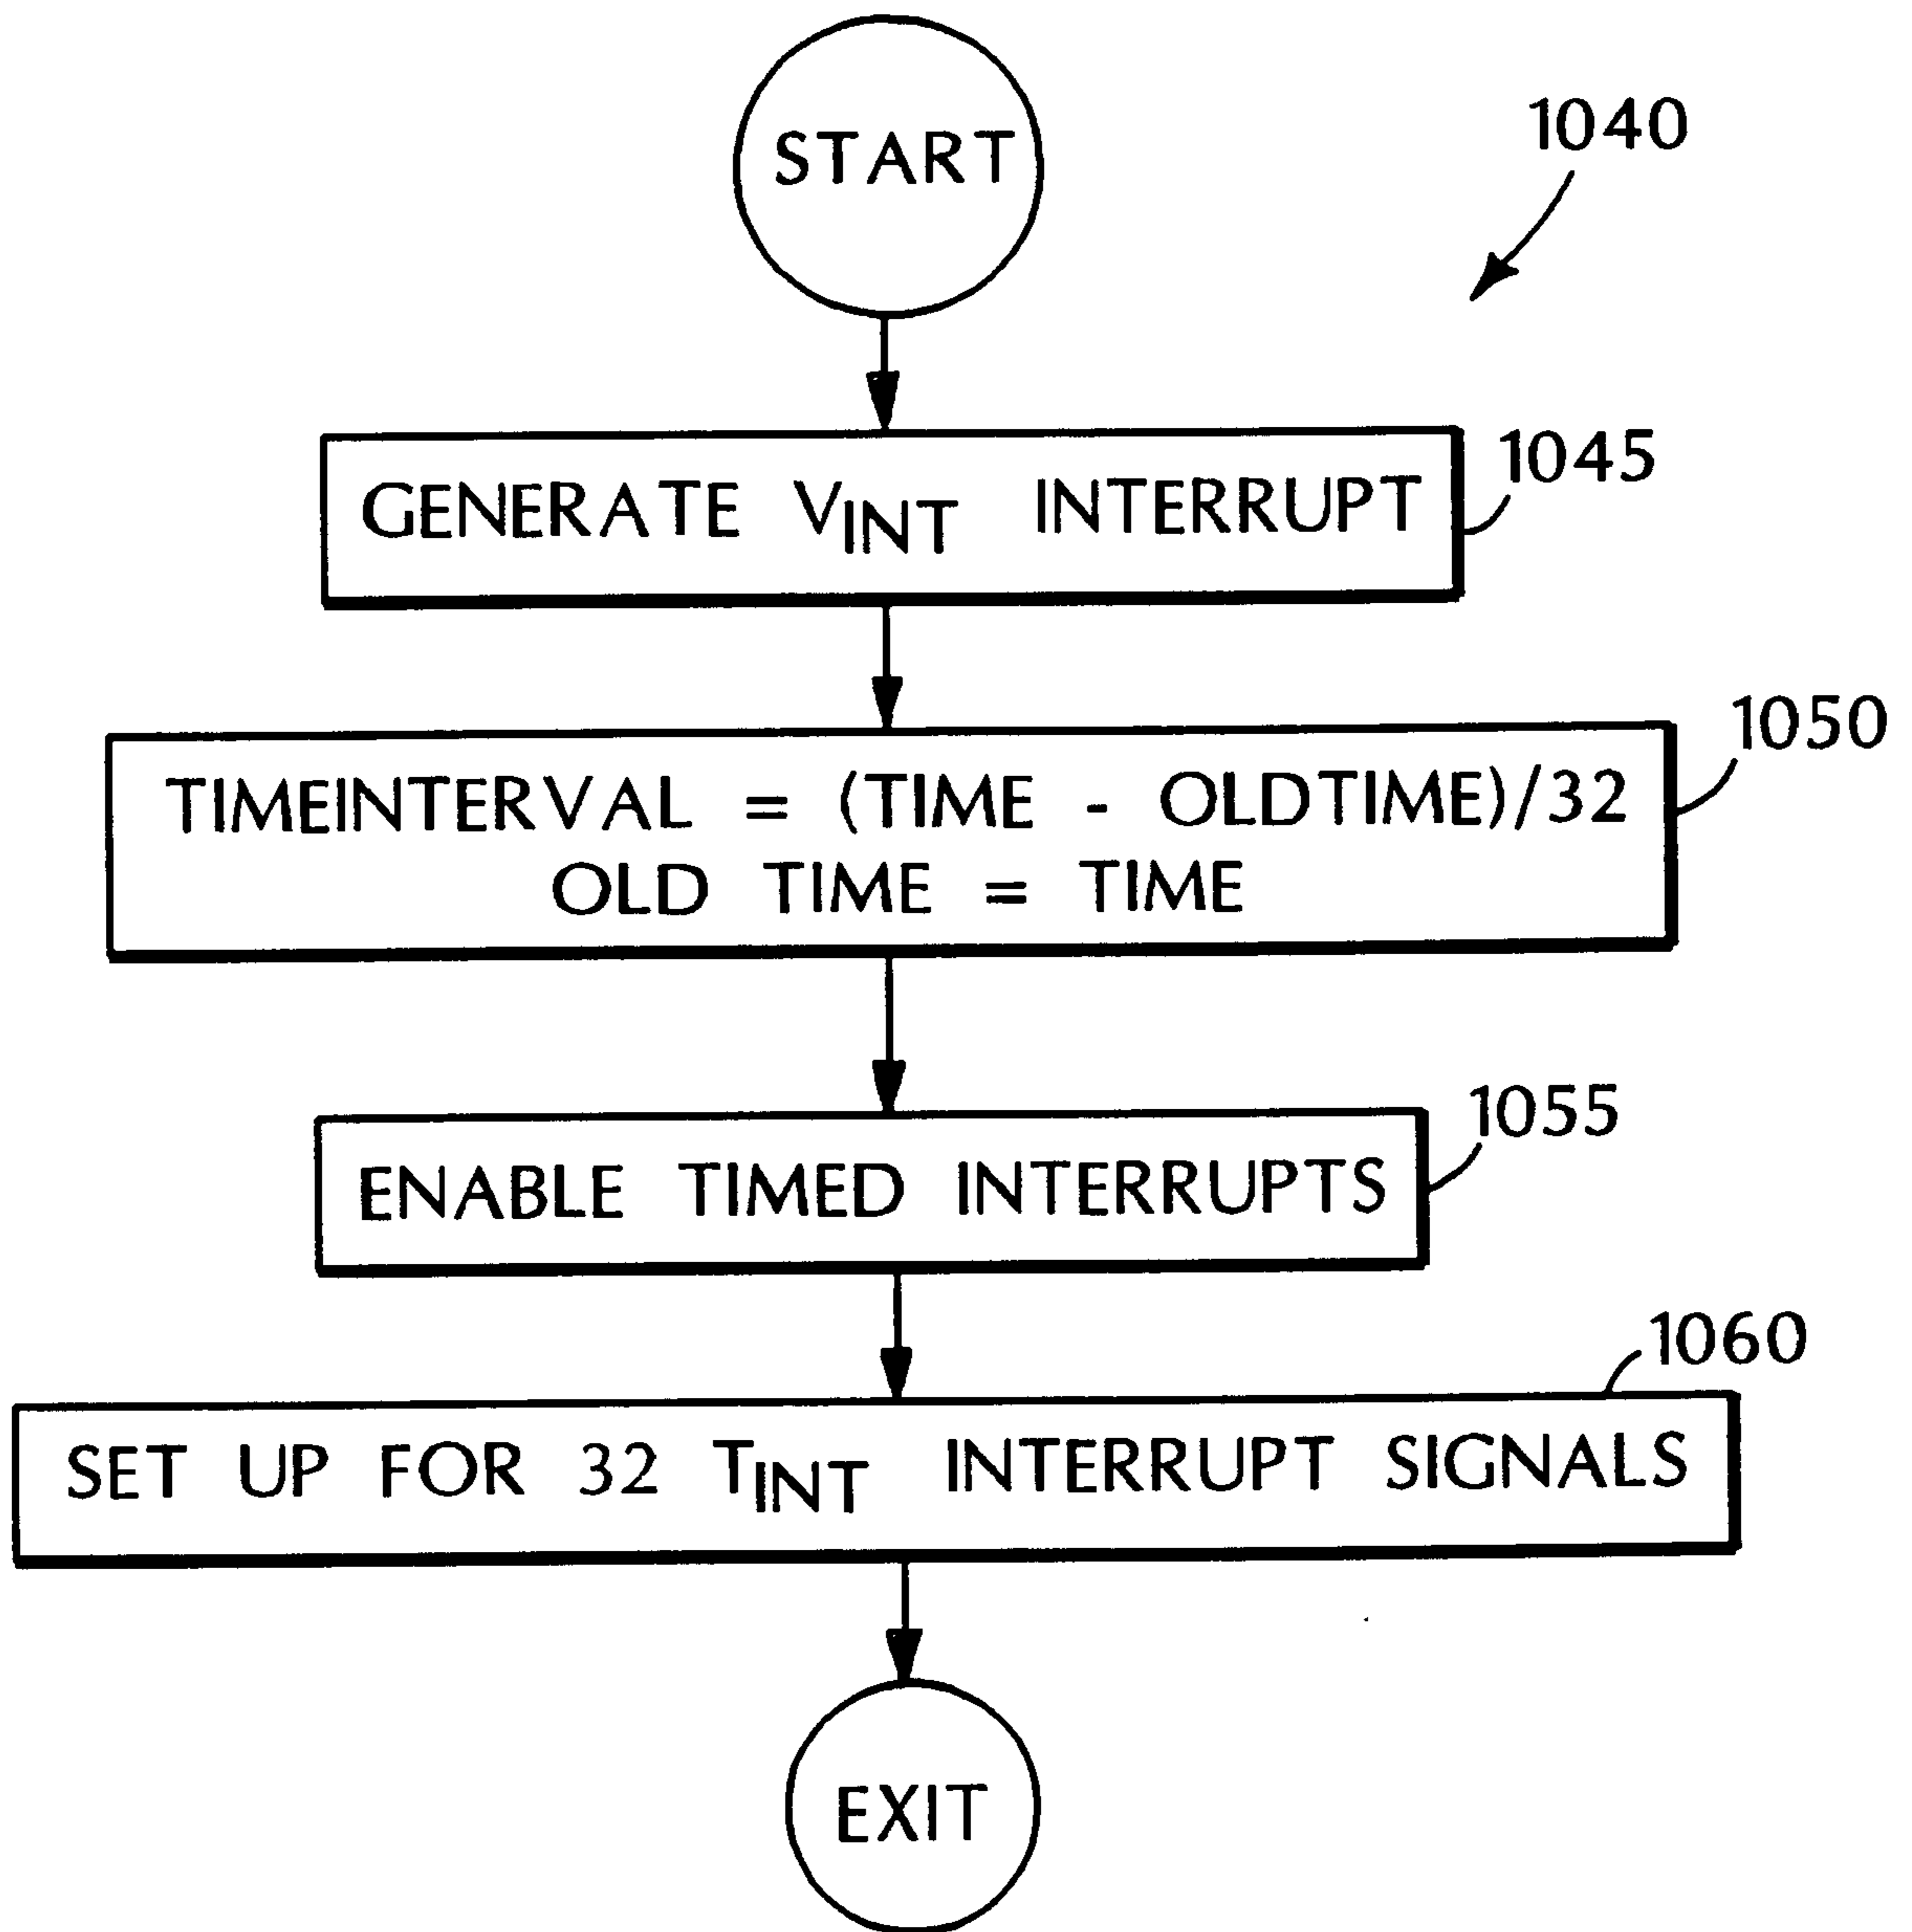 START
1040
GENERATE VINT INTERRUPT
1045
1050
TIMEINTERVAL = (TIME - OLDTIME)/32
OLD TIME = TIME
1055
ENABLE TIMED INTERRUPTS
1060
SET UP FOR 32 TINT INTERRUPT SIGNALS
EXIT